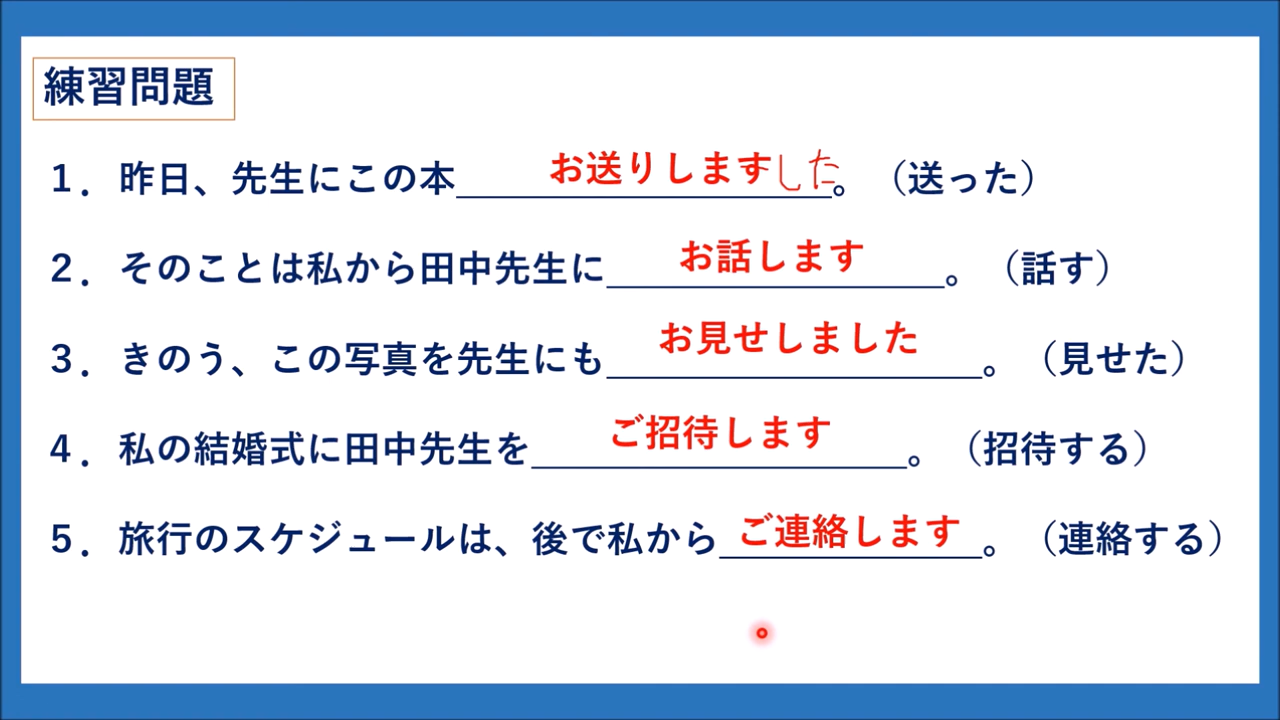 練習問題
1．昨日、先生にこの本 お送りしますした。（送った）
2．そのことは私から田中先生に お話します。（話す）
3．きのう、この写真を先生にも お見せしました。（見せた）
4．私の結婚式に田中先生を ご招待します。（招待する）
5．旅行のスケジュールは、後で私から ご連絡します。（連絡する）